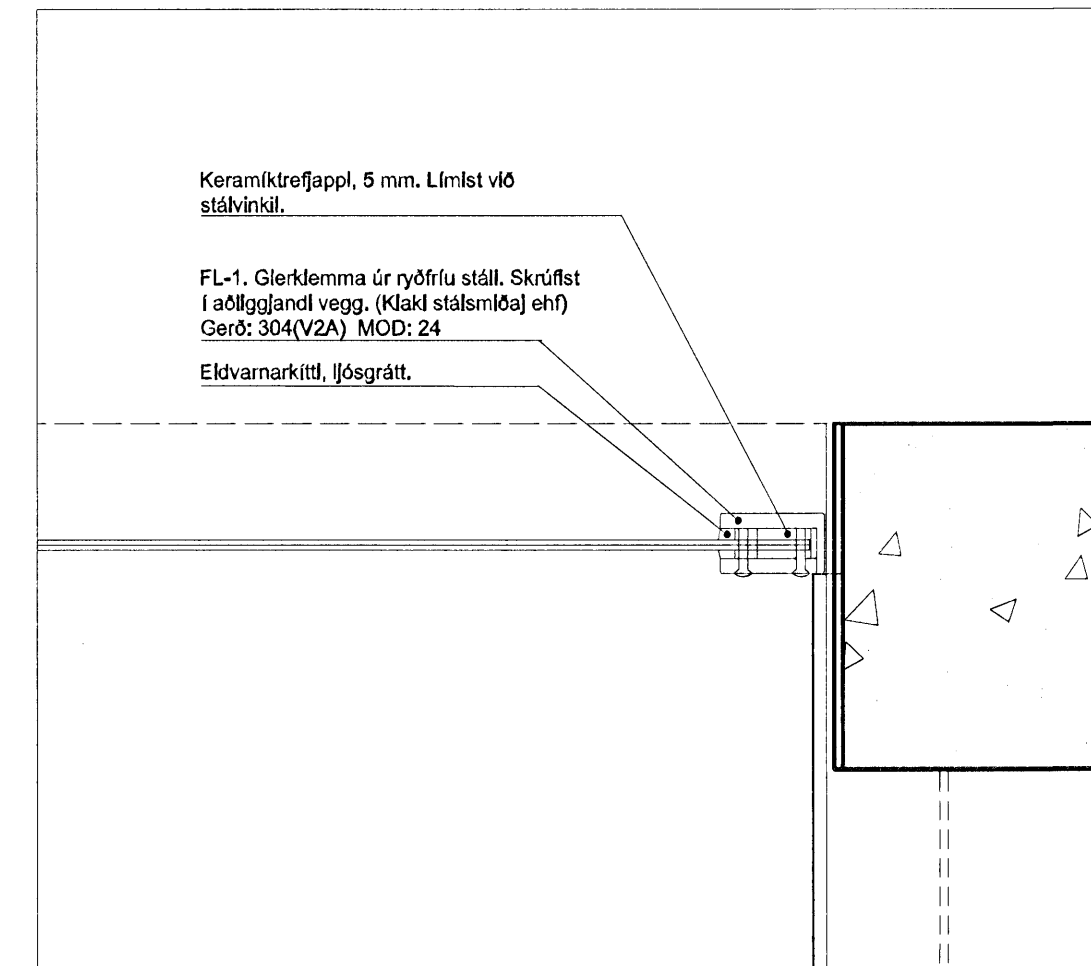 Keramíktrefjappi, 5 mm. Límist við
stálvinkil.
FL-1. Glerklemma úr ryðfríu stáli. Skrúfist
í aðliggjandi vegg. (Klaki stálsmiðaj ehf)
Gerð: 304(V2A) MOD: 24
Eldvarnarkítti, ljósgrátt.